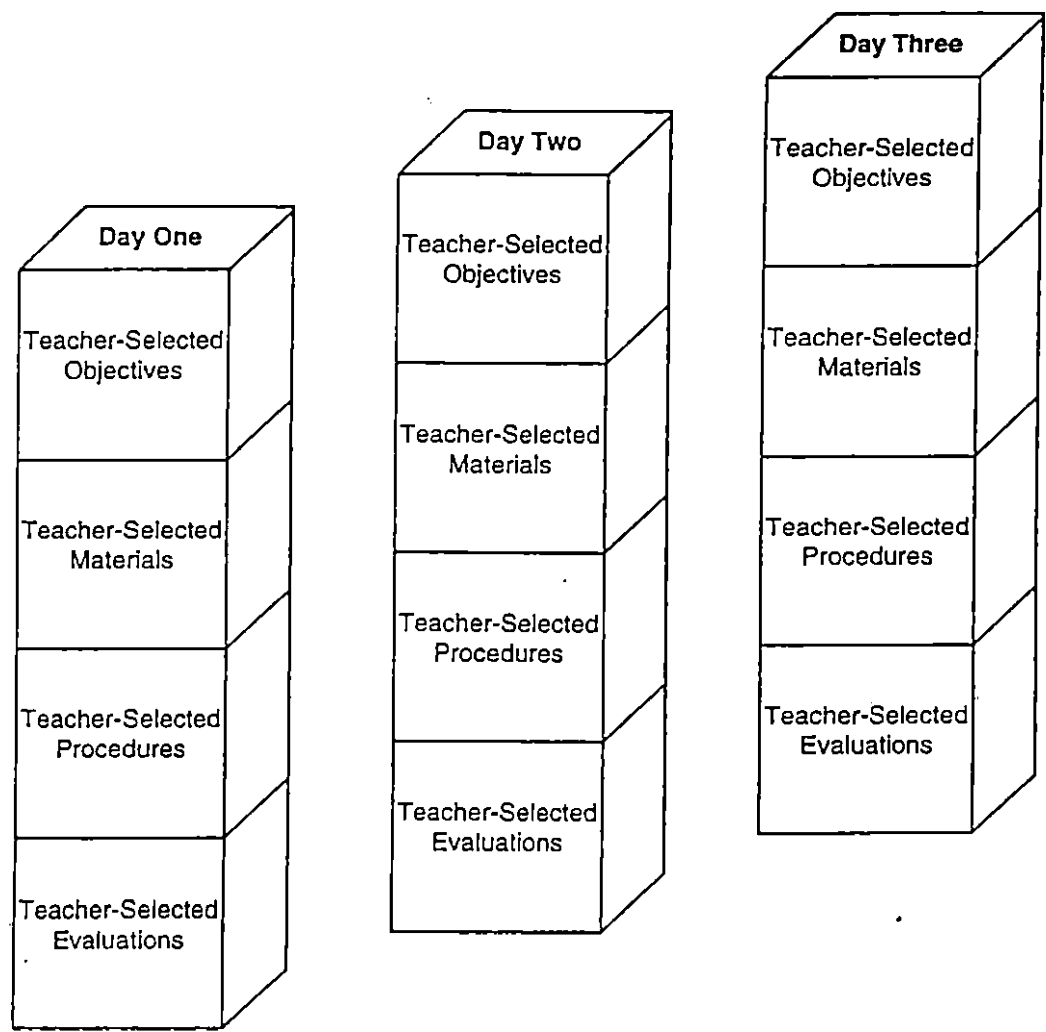 Day One
Teacher-Selected
Objectives
Teacher-Selected
Materials
Teacher-Selected
Procedures
Teacher-Selected
Evaluations
Day Two
Teacher-Selected
Objectives
Teacher-Selected
Materials
Teacher-Selected
Procedures
Teacher-Selected
Evaluations
Day Three
Teacher-Selected
Objectives
Teacher-Selected
Materials
Teacher-Selected
Procedures
Teacher-Selected
Evaluations